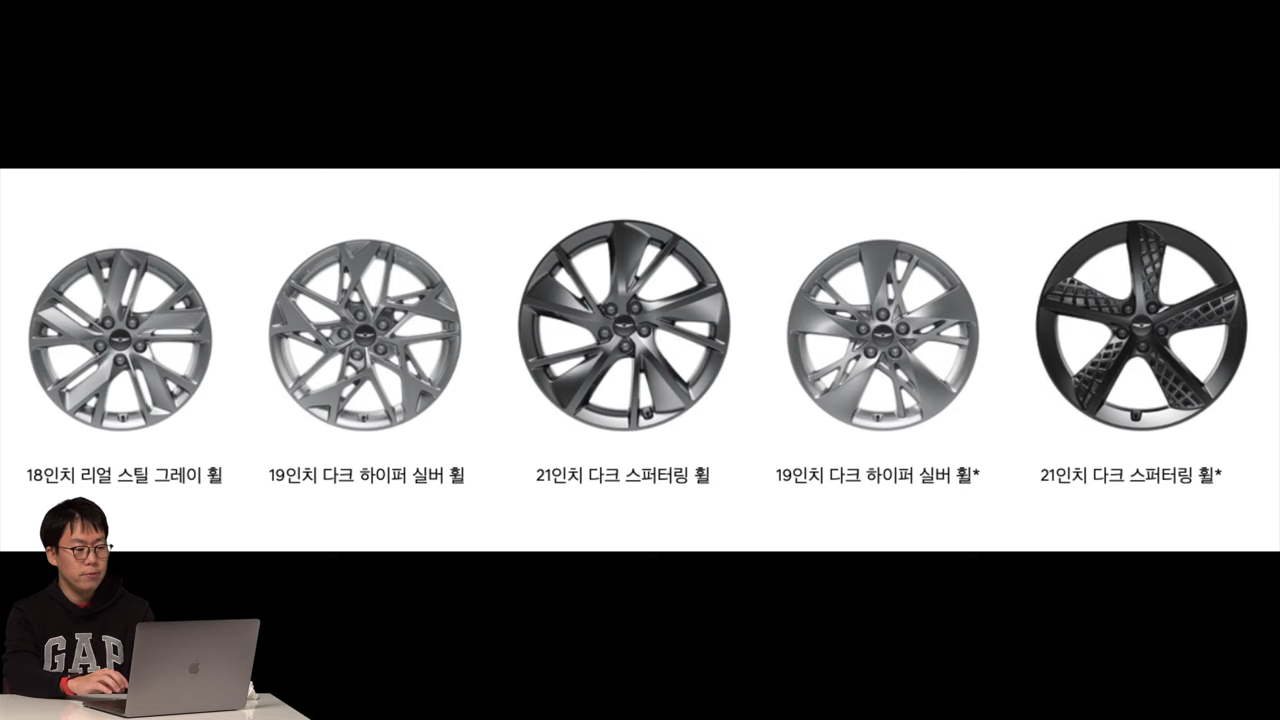 18인치 리얼 스틸 그레이 휠
19인치 다크 하이퍼 실버 휠
21인치 다크 스퍼터링 휠
19인치 다크 하이퍼 실버 휠*
21인치 다크 스퍼터링 휠*
GAP